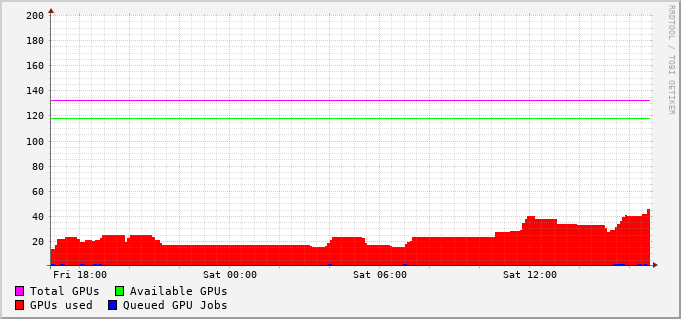 RRDTOOL / TOBI OETIKER
200
180
160
140
120
100
80
60
40
20
Fri 18:00 Sat 00:00 Sat 06:00 Sat 12:00
Total GPUs Available GPUs
GPUs used Queued GPU Jobs